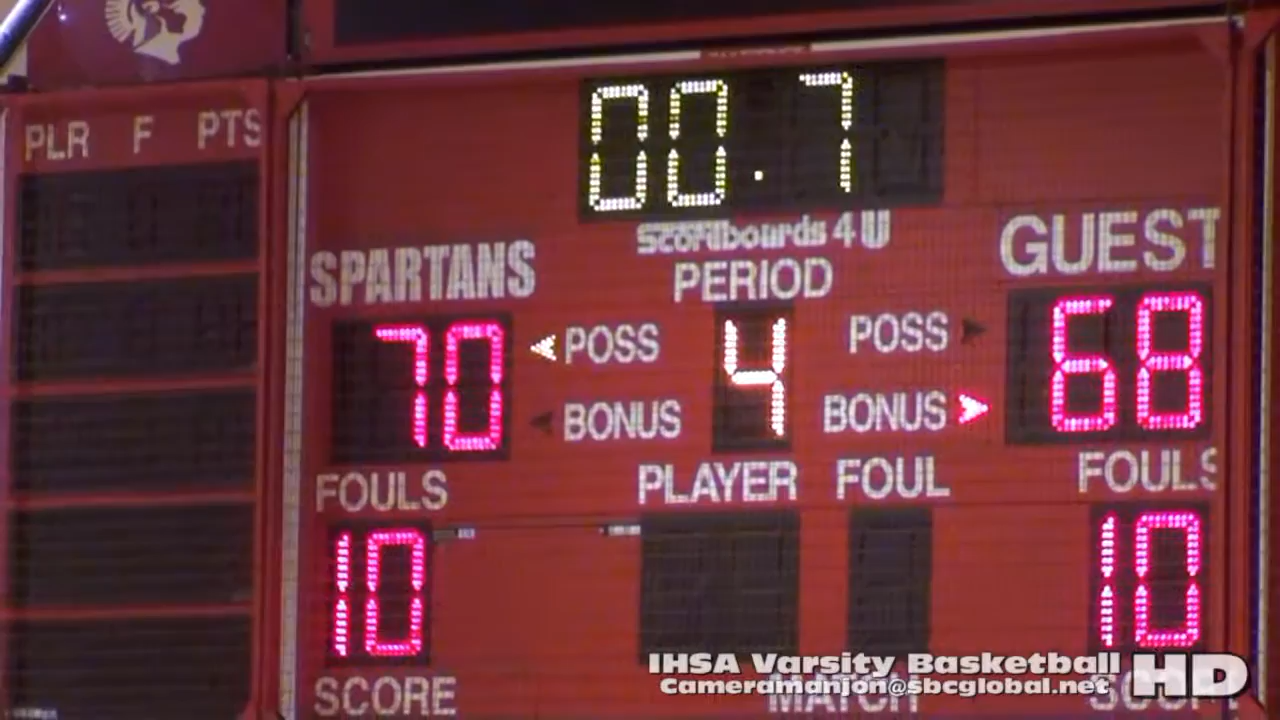 PLR F PTS
00.7
Scoreboards 4 U
SPARTANS PERIOD GUEST
70 POSS 4 POSS 68
BONUS BONUS
FOULS PLAYER FOUL FOULS
10 10
SCORE MATCH
IHSA Varsity Basketball HD
Cameramanjon@sbcglobal.net